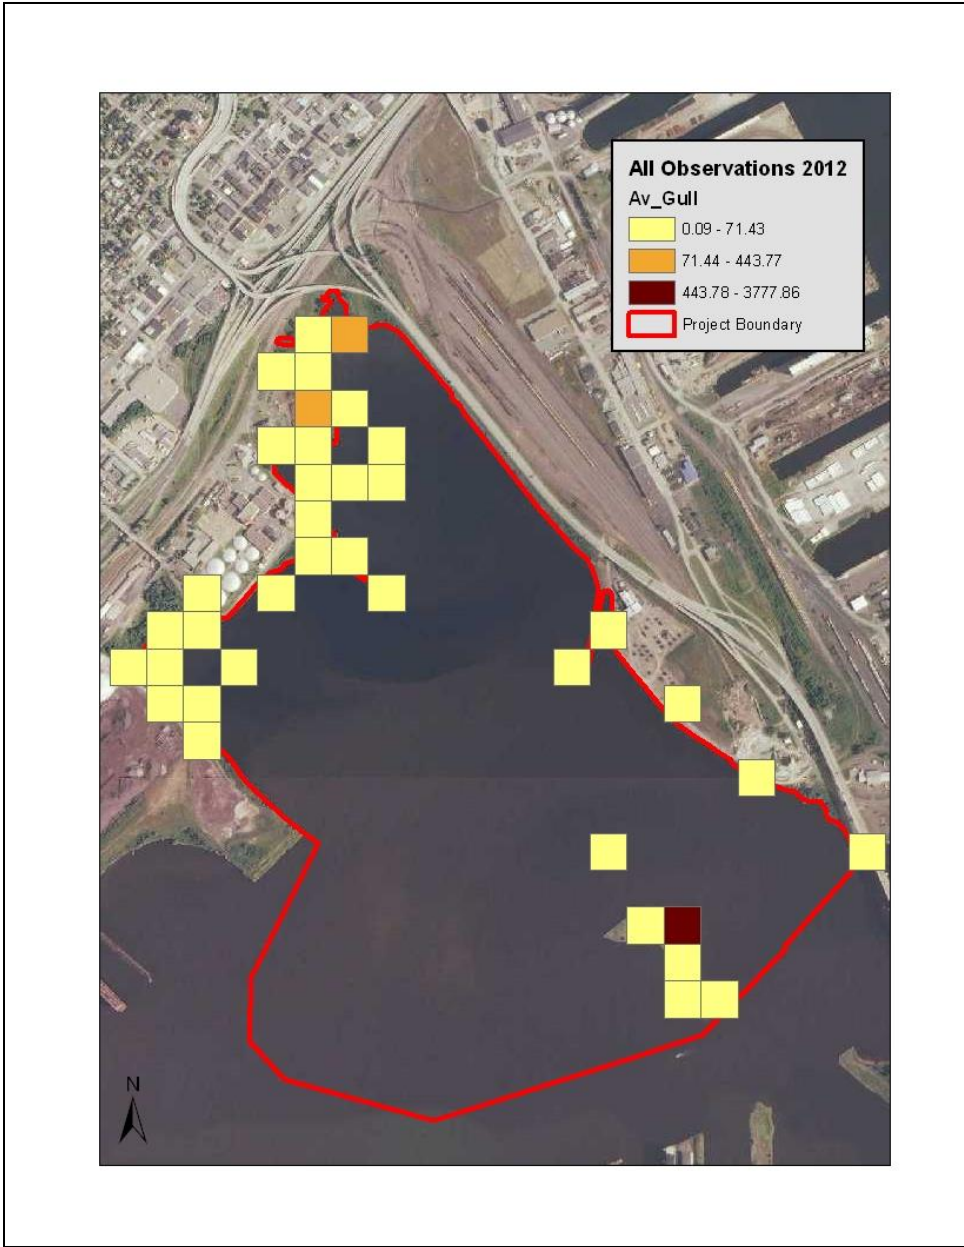 All Observations 2012
Av_Gull
0.09 - 71.43
71.44 - 443.77
443.78 - 3777.86
Project Boundary
N